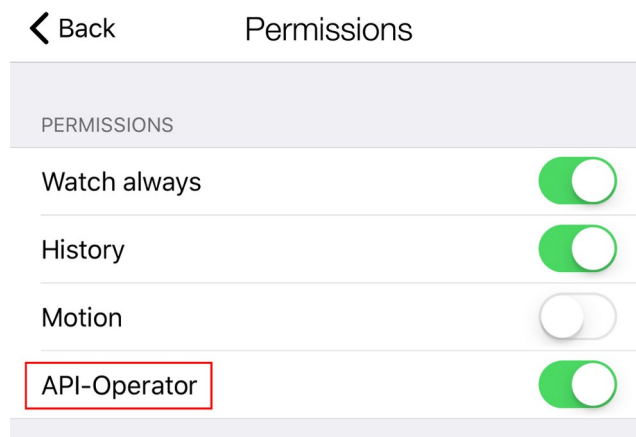 Back Permissions
PERMISSIONS
Watch always
History
Motion
API-Operator